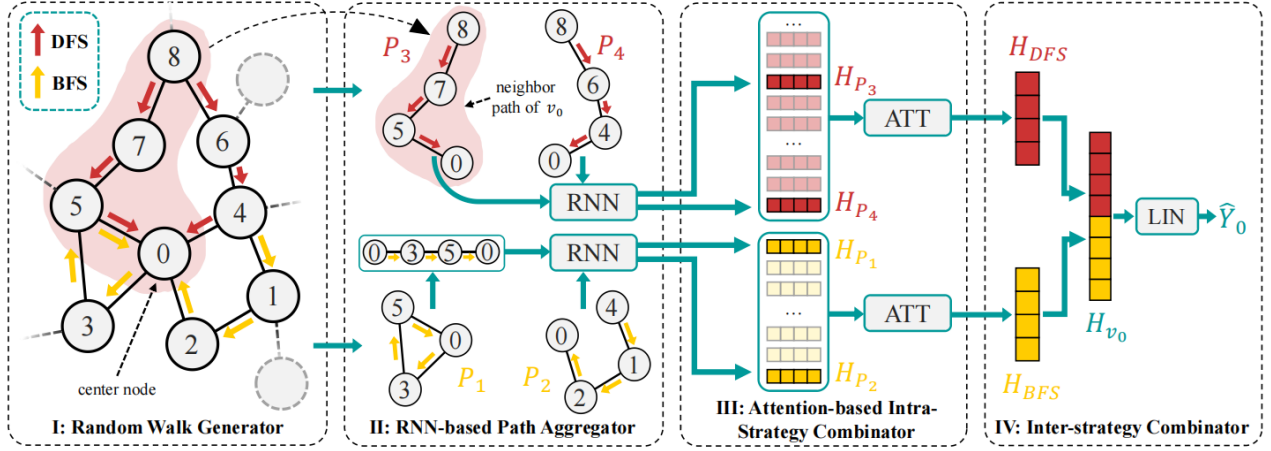 DFS
BFS
8
7
6
5
4
0
3
2
1
center node
I: Random Walk Generator
P3
8
7
5
0
neighbor
path of v0
P4
8
6
4
0
RNN
0 3 5 0
RNN
5
0
3
P1
P2
4
0
1
2
II: RNN-based Path Aggregator
...
HP3
...
HP4
ATT
HP1
...
HP2
ATT
III: Attention-based Intra-
Strategy Combinator
HDFS
HBFS
Hv0
LIN
Ŷ0
IV: Inter-strategy Combinator